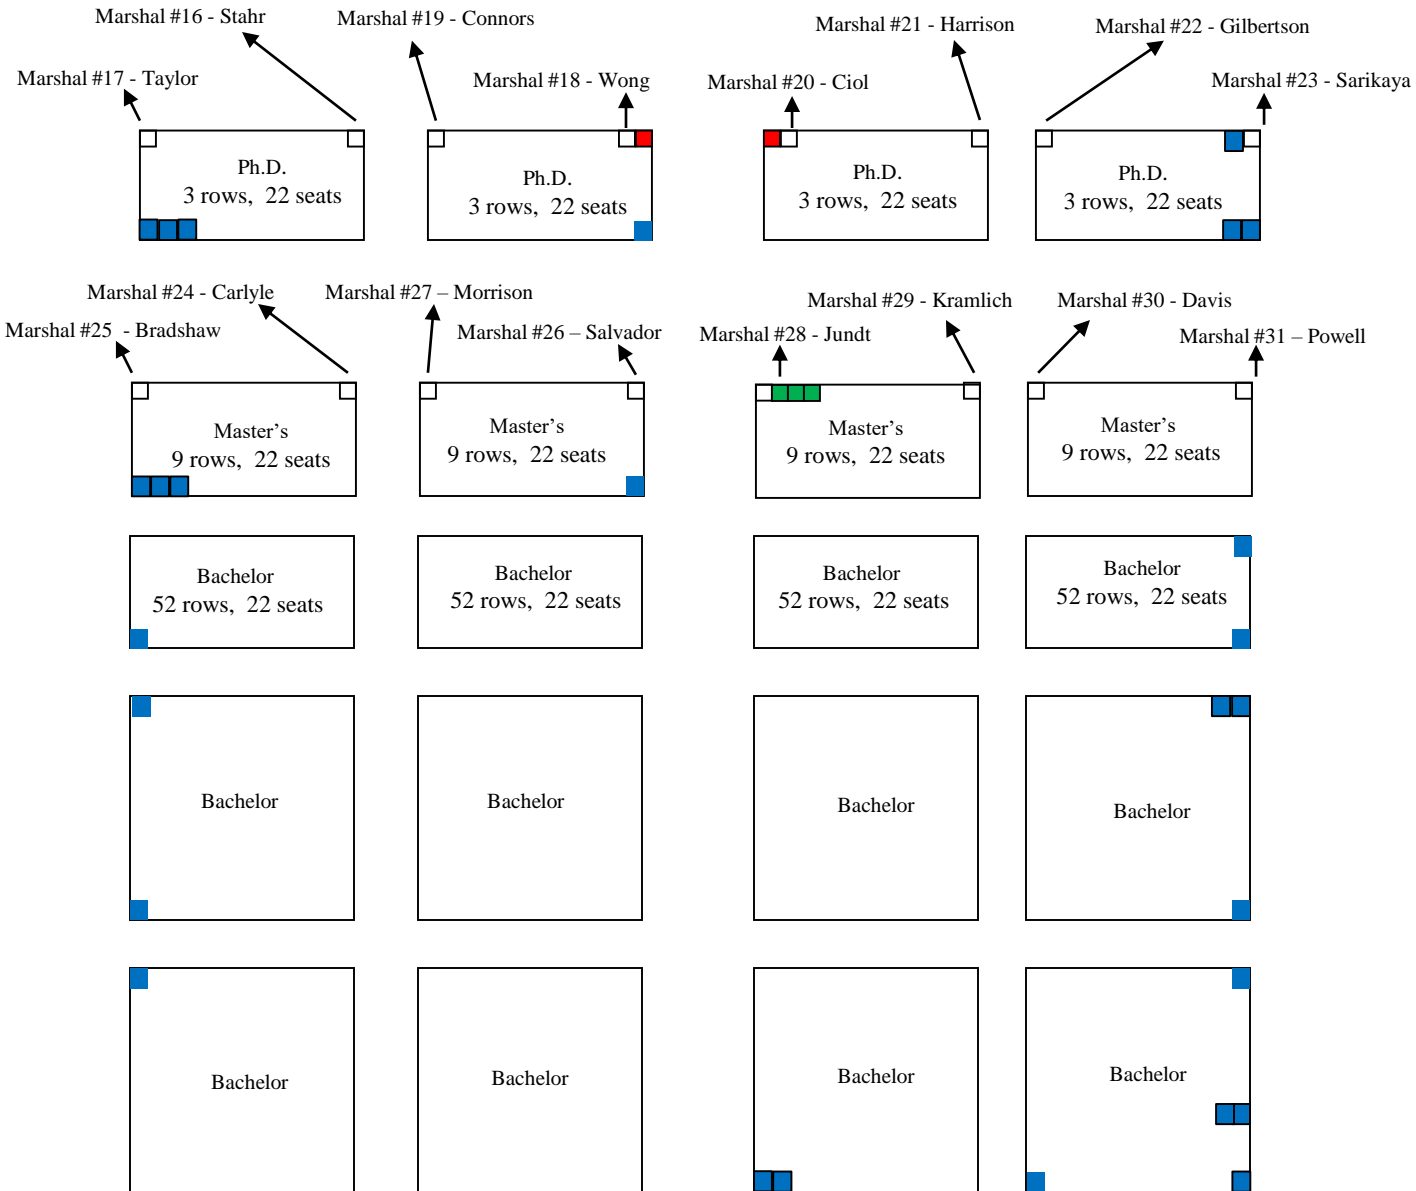 Marshal #16 - Stahr
Marshal #19 - Connors
Marshal #21 - Harrison
Marshal #22 - Gilbertson
Marshal #17 - Taylor
Marshal #18 - Wong
Marshal #20 - Ciol
Marshal #23 - Sarikaya
Ph.D.
3 rows, 22 seats
Ph.D.
3 rows, 22 seats
Ph.D.
3 rows, 22 seats
Ph.D.
3 rows, 22 seats
Marshal #24 - Carlyle
Marshal #27 – Morrison
Marshal #29 - Kramlich
Marshal #30 - Davis
Marshal #25 - Bradshaw
Marshal #26 – Salvador
Marshal #28 - Jundt
Marshal #31 – Powell
Master's
9 rows, 22 seats
Master's
9 rows, 22 seats
Master's
9 rows, 22 seats
Master's
9 rows, 22 seats
Bachelor
52 rows, 22 seats
Bachelor
52 rows, 22 seats
Bachelor
52 rows, 22 seats
Bachelor
52 rows, 22 seats
Bachelor
Bachelor
Bachelor
Bachelor
Bachelor
Bachelor
Bachelor
Bachelor